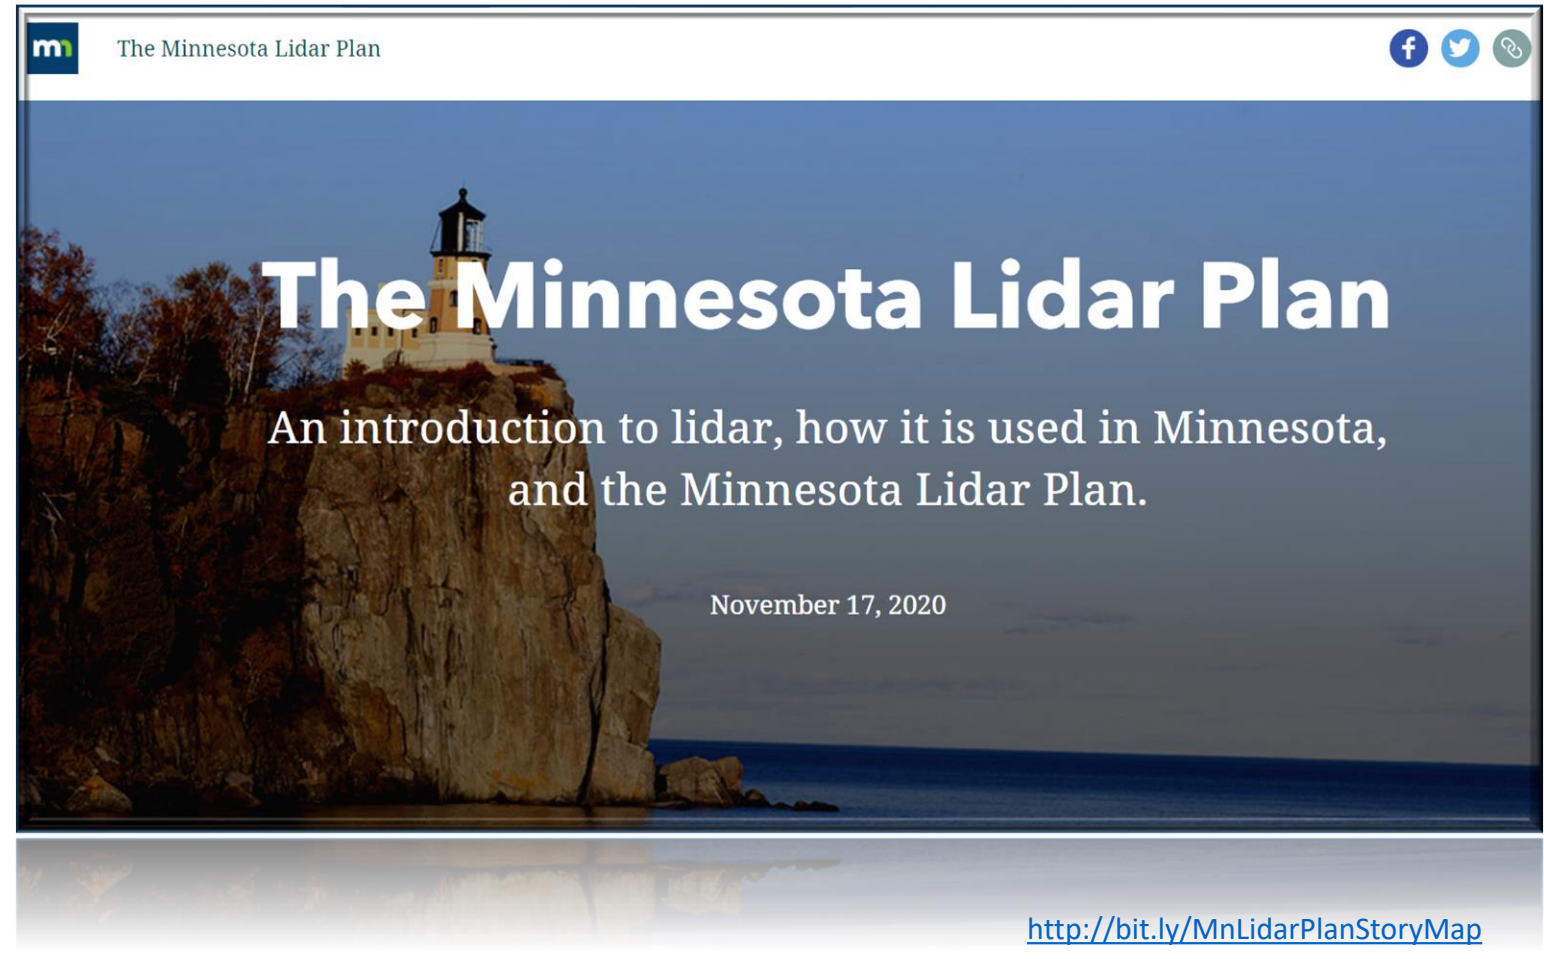 mn
The Minnesota Lidar Plan
The Minnesota Lidar Plan
An introduction to lidar, how it is used in Minnesota,
and the Minnesota Lidar Plan.
November 17, 2020
http://bit.ly/MnLidarPlanStoryMap